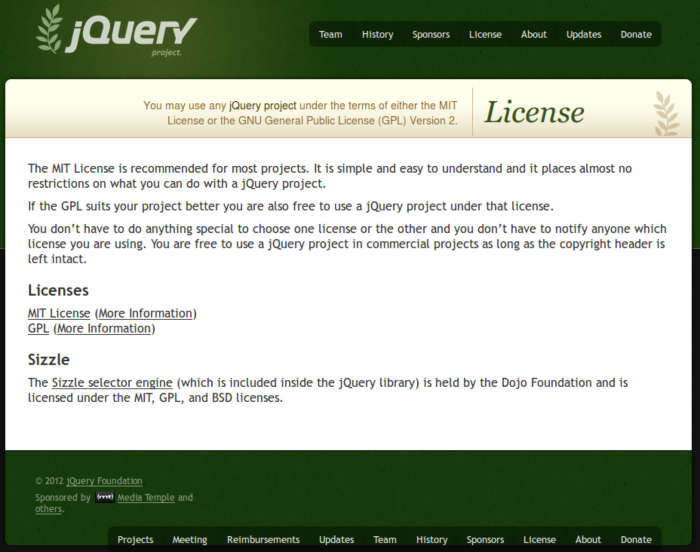 jQuery
project.
Team History Sponsors License About Updates Donate
You may use any jQuery project under the terms of either the MIT
License or the GNU General Public License (GPL) Version 2.
License
The MIT License is recommended for most projects. It is simple and easy to understand and it places almost no
restrictions on what you can do with a jQuery project.
If the GPL suits your project better you are also free to use a jQuery project under that license.
You don’t have to do anything special to choose one license or the other and you don’t have to notify anyone which
license you are using. You are free to use a jQuery project in commercial projects as long as the copyright header is
left intact.
Licenses
MIT License (More Information)
GPL (More Information)
Sizzle
The Sizzle selector engine (which is included inside the jQuery library) is held by the Dojo Foundation and is
licensed under the MIT, GPL, and BSD licenses.
© 2012 jQuery Foundation
Sponsored by (mt) Media Temple and
others.
Projects Meeting Reimbursements Updates Team History Sponsors License About Donate